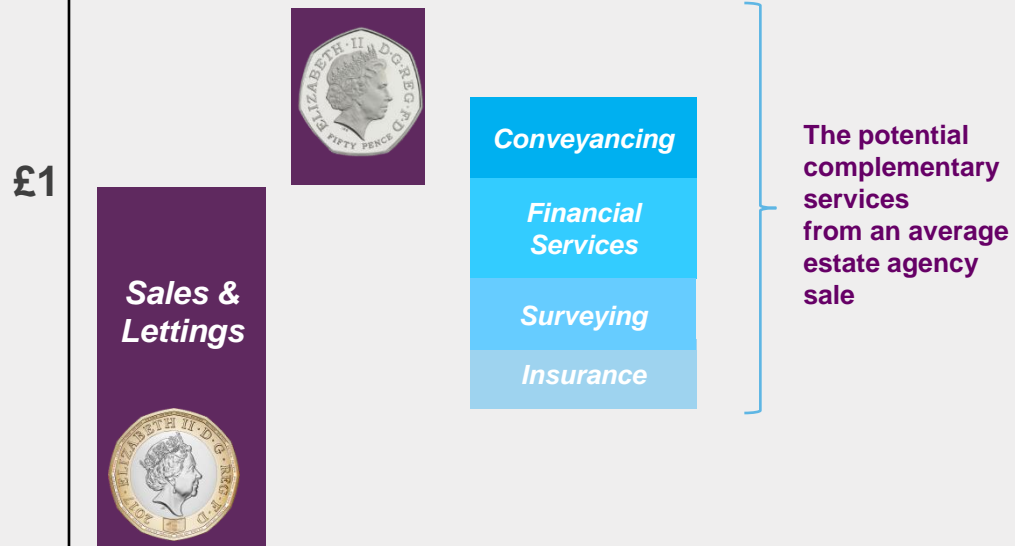 £1
Sales &
Lettings
2017·ELIZABETH II·D·G·REG·F·D
ELIZABETH·II D·G·REG·F·D
FIFTY PENCE
Conveyancing
Financial
Services
Surveying
Insurance
The potential
complementary
services
from an average
estate agency
sale